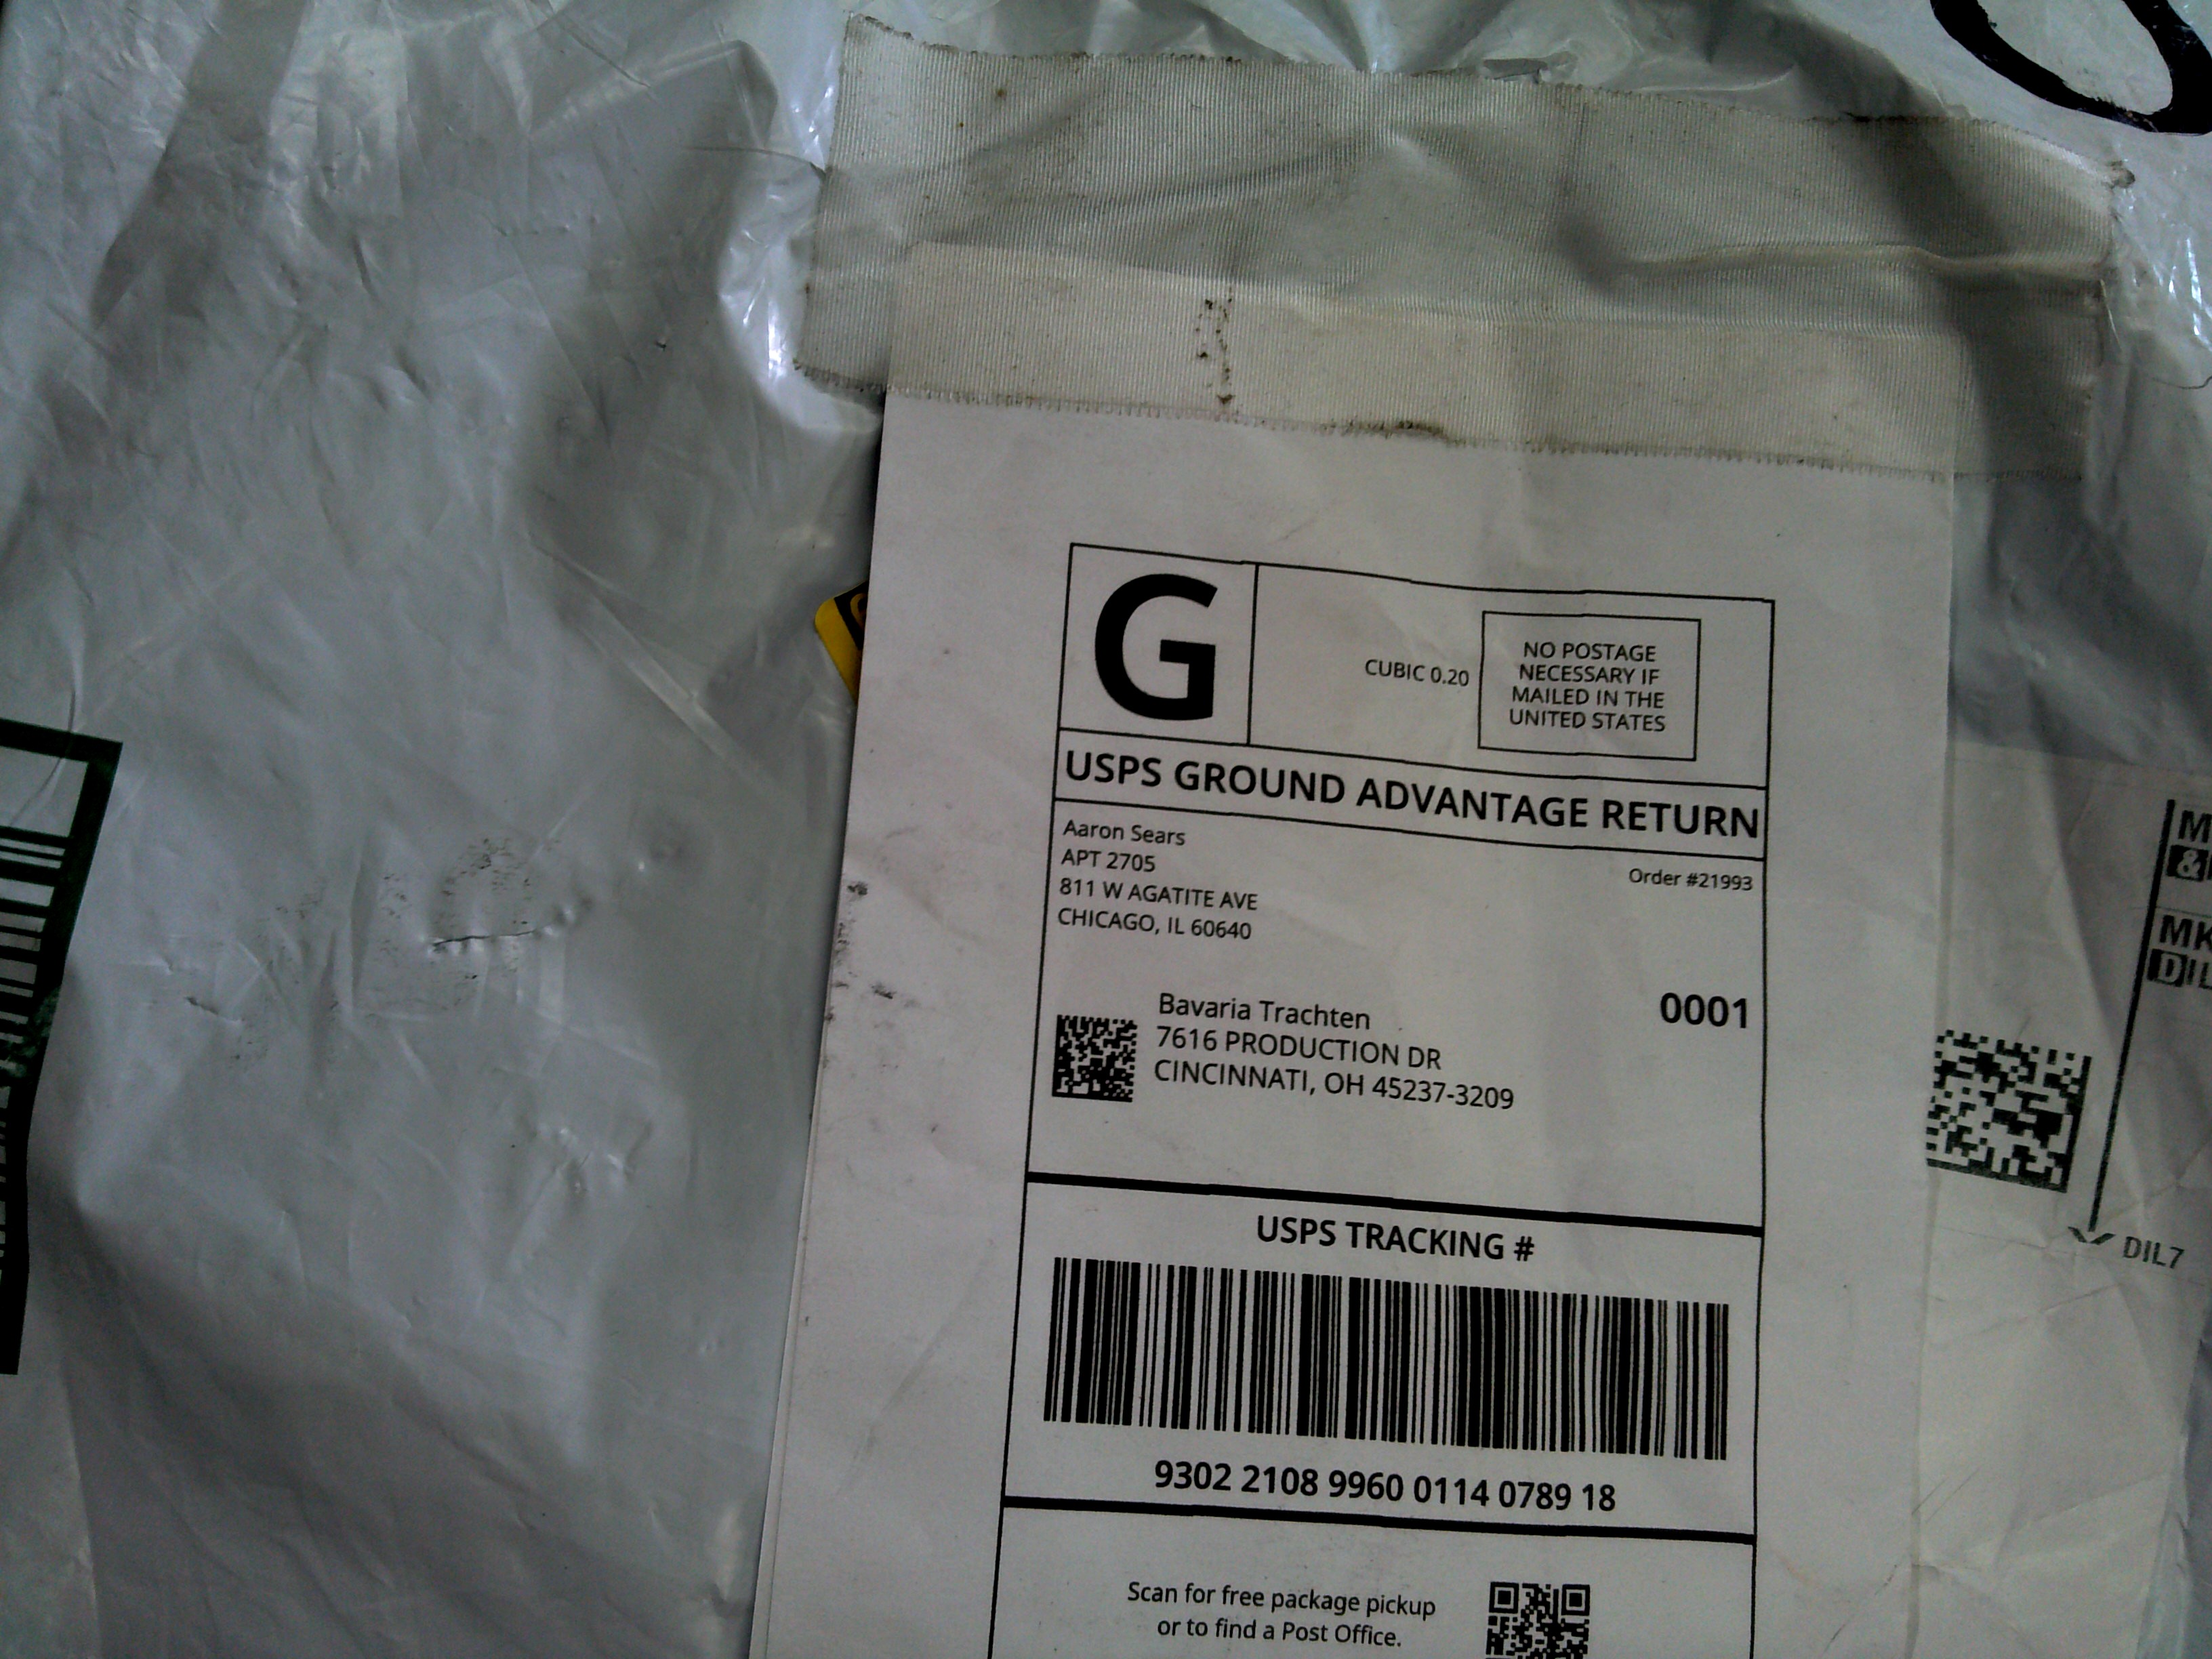 G
CUBIC 0.20
NO POSTAGE
NECESSARY IF
MAILED IN THE
UNITED STATES
USPS GROUND ADVANTAGE RETURN
Aaron Sears
APT 2705
811 W AGATITE AVE
CHICAGO, IL 60640
Order #21993
0001
Bavaria Trachten
7616 PRODUCTION DR
CINCINNATI, OH 45237-3209
USPS TRACKING #
9302 2108 9960 0114 0789 18
Scan for free package pickup
or to find a Post Office.
DIL7